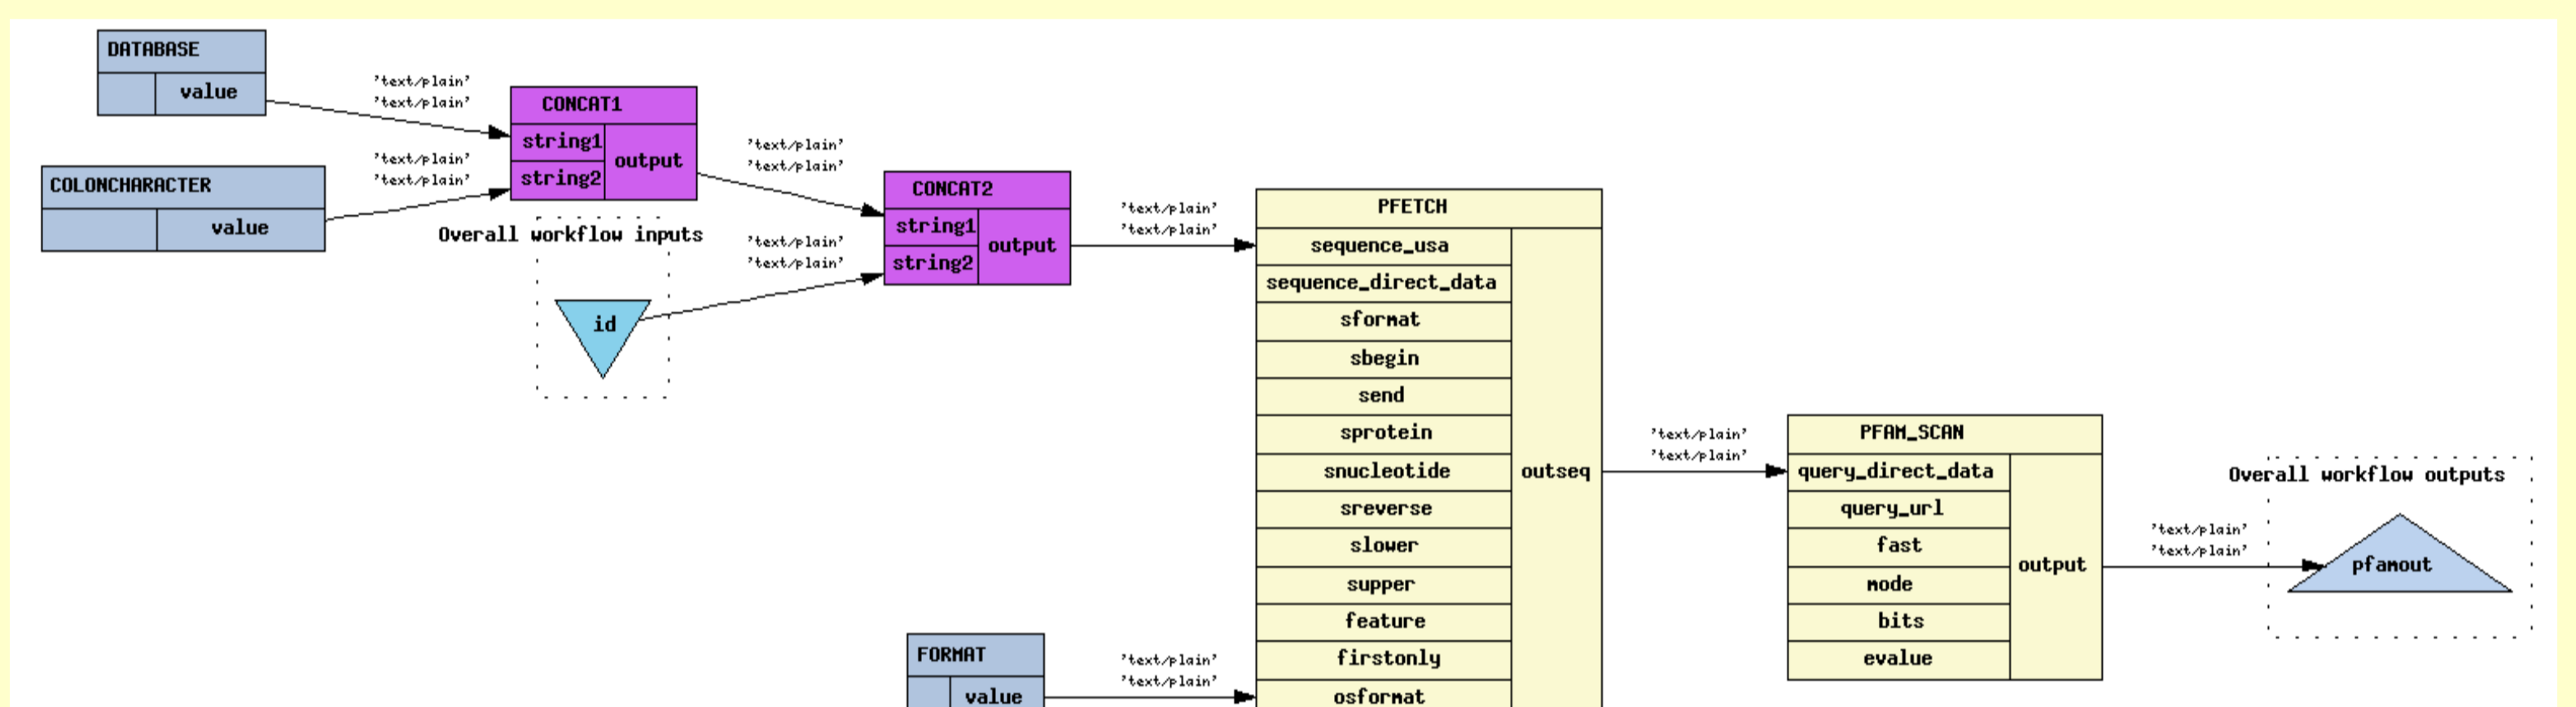 DATABASE
value
'text/plain'
'text/plain'
COLONCHARACTER
value
'text/plain'
'text/plain'
CONCAT1
string1
string2
output
Overall workflow inputs
id
'text/plain'
'text/plain'
'text/plain'
'text/plain'
CONCAT2
string1
string2
output
'text/plain'
'text/plain'
FORMAT
value
'text/plain'
'text/plain'
PFETCH
sequence_usa
sequence_direct_data
sformat
sbegin
send
sprotein
snucleotide
sreverse
slower
supper
feature
firstonly
osformat
outseq
'text/plain'
'text/plain'
PFAM_SCAN
query_direct_data
query_url
fast
mode
bits
evalue
output
'text/plain'
'text/plain'
Overall workflow outputs
pfamout